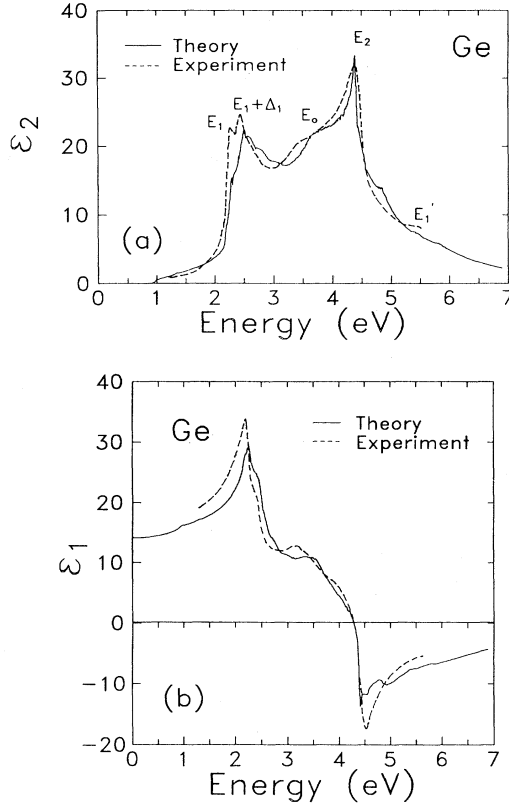 40
E₂
Ge
Theory
Experiment
30
E₁+Δ₁
E₁
E₀
20
ε₂
10
E₁'
(a)
0
0 1 2 3 4 5 6 7
Energy (eV)
40
Ge
Theory
Experiment
30
20
10
ε₁
0
−10
(b)
−20
0 1 2 3 4 5 6 7
Energy (eV)